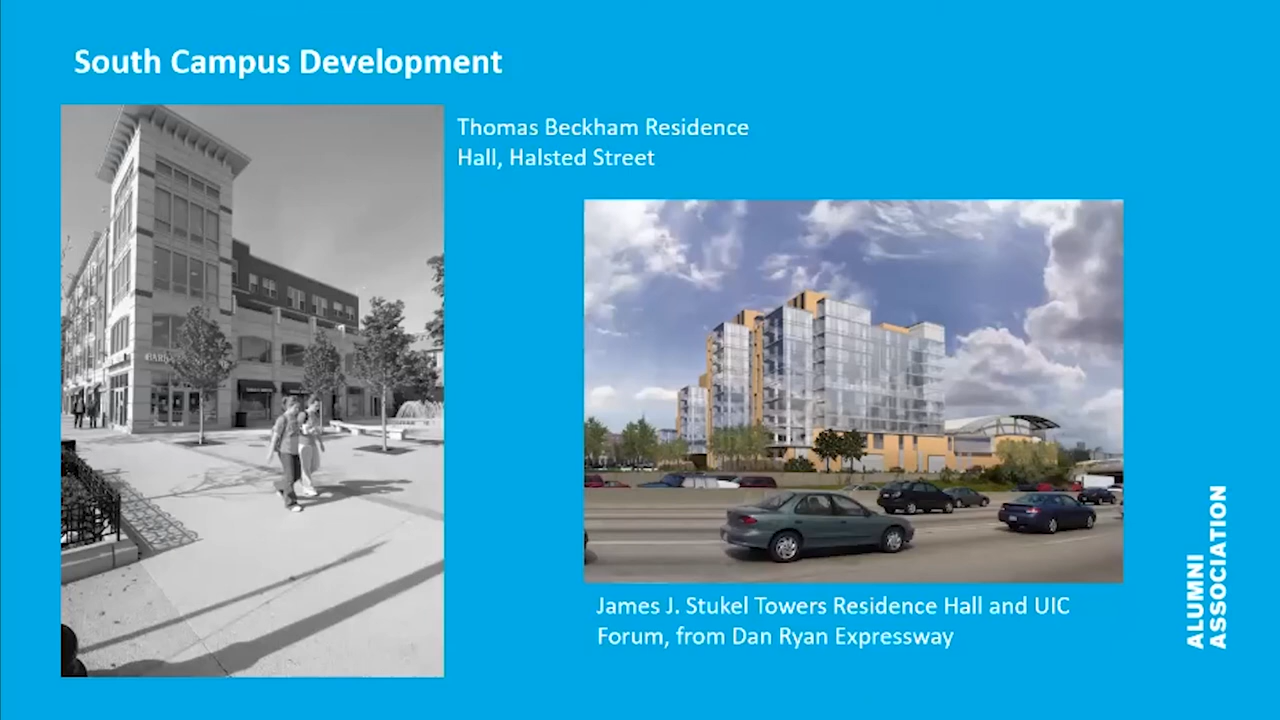 South Campus Development
Thomas Beckham Residence
Hall, Halsted Street
James J. Stukel Towers Residence Hall and UIC
Forum, from Dan Ryan Expressway
ALUMNI
ASSOCIATION